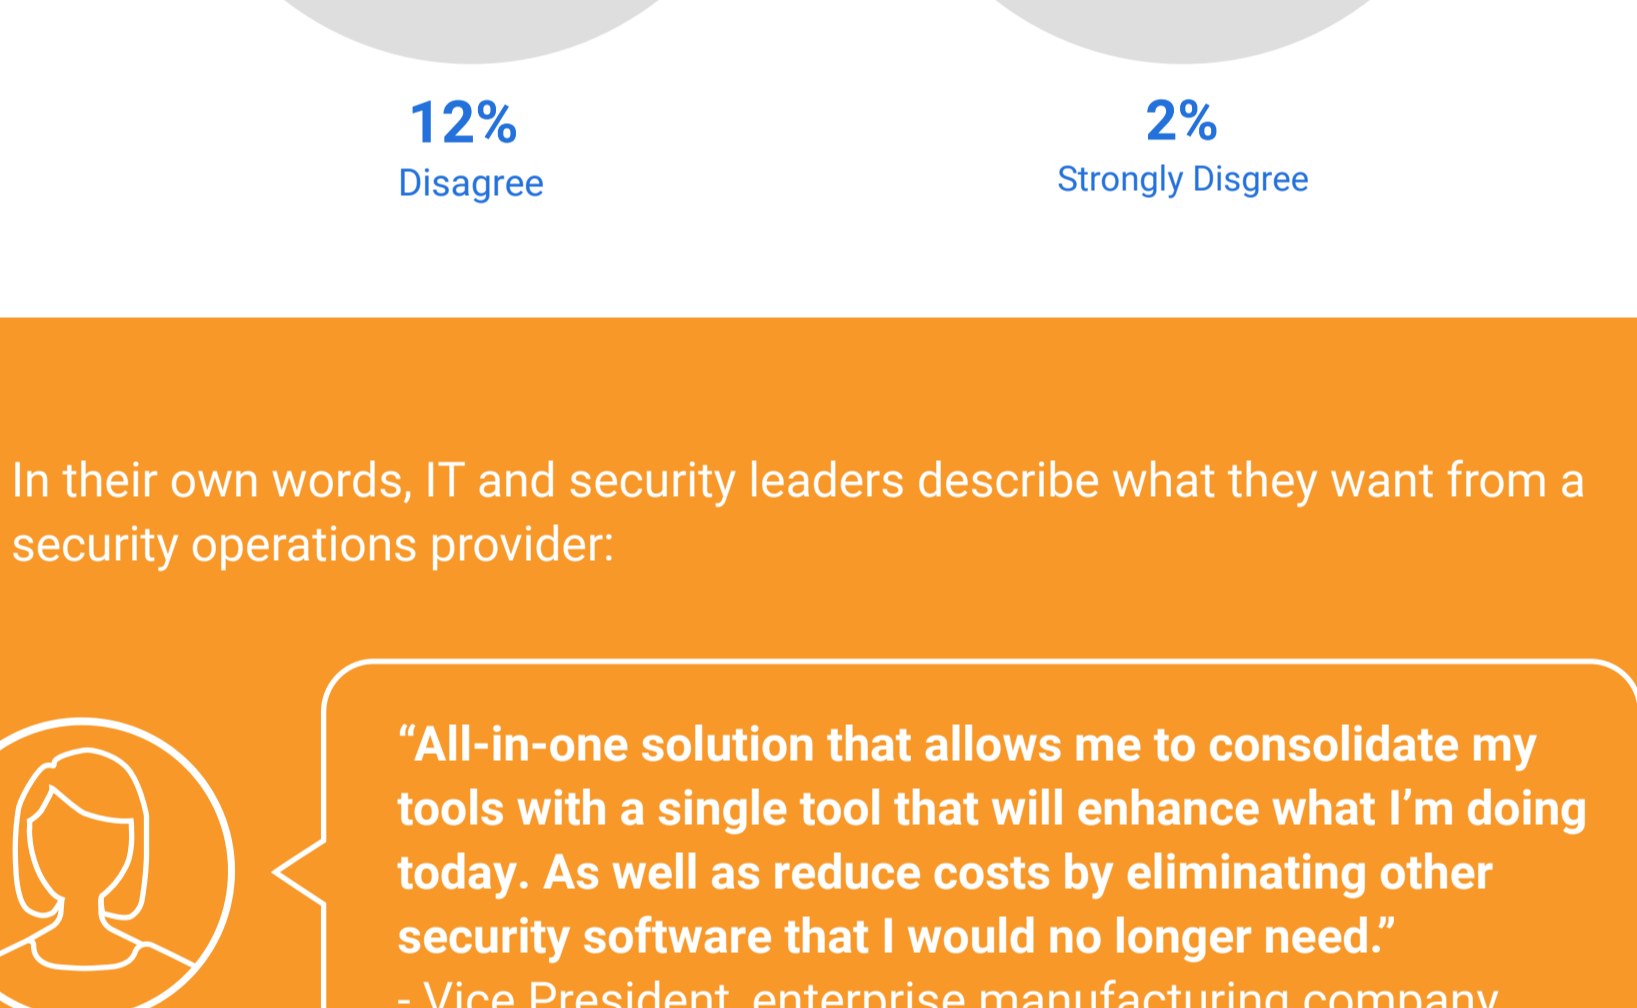 12%
Disagree
2%
Strongly Disgree
In their own words, IT and security leaders describe what they want from a
security operations provider:
“All-in-one solution that allows me to consolidate my
tools with a single tool that will enhance what I’m doing
today. As well as reduce costs by eliminating other
security software that I would no longer need.”
- Vice President, enterprise manufacturing company